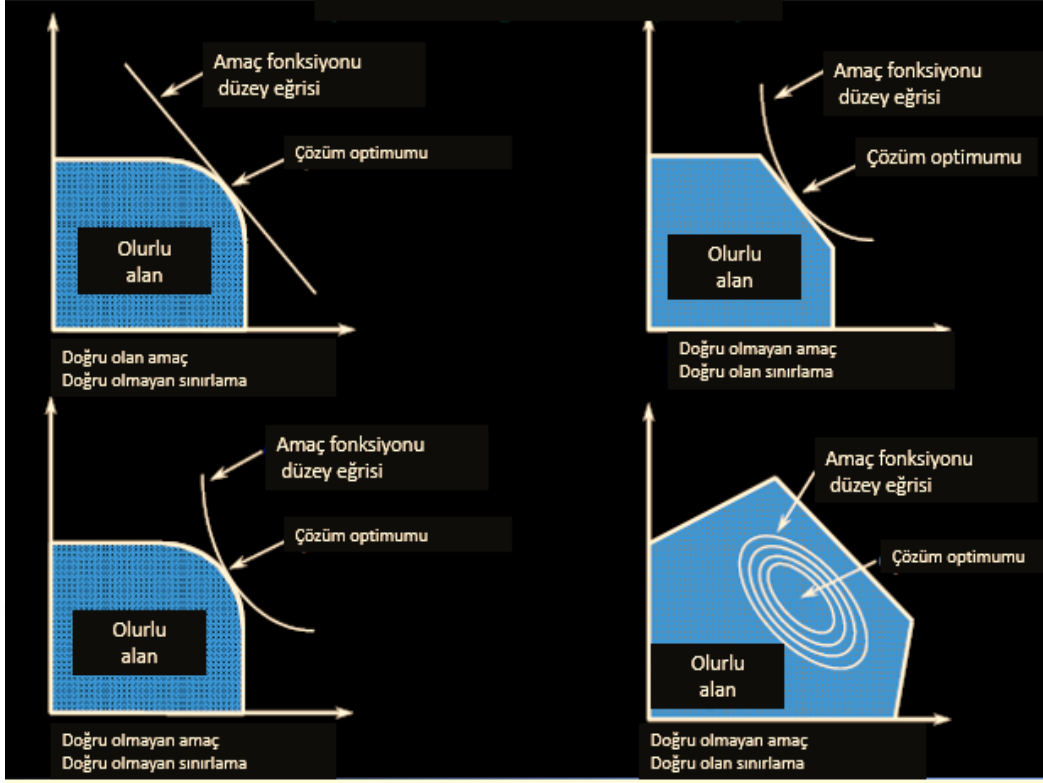 Amaç fonksiyonu
düzey eğrisi
Çözüm optimumu
Olurlu
alan
Doğru olan amaç
Doğru olmayan sınırlama
Amaç fonksiyonu
düzey eğrisi
Çözüm optimumu
Olurlu
alan
Doğru olmayan amaç
Doğru olan sınırlama
Amaç fonksiyonu
düzey eğrisi
Çözüm optimumu
Olurlu
alan
Doğru olmayan amaç
Doğru olmayan sınırlama
Amaç fonksiyonu
düzey eğrisi
Çözüm optimumu
Olurlu
alan
Doğru olmayan amaç
Doğru olan sınırlama